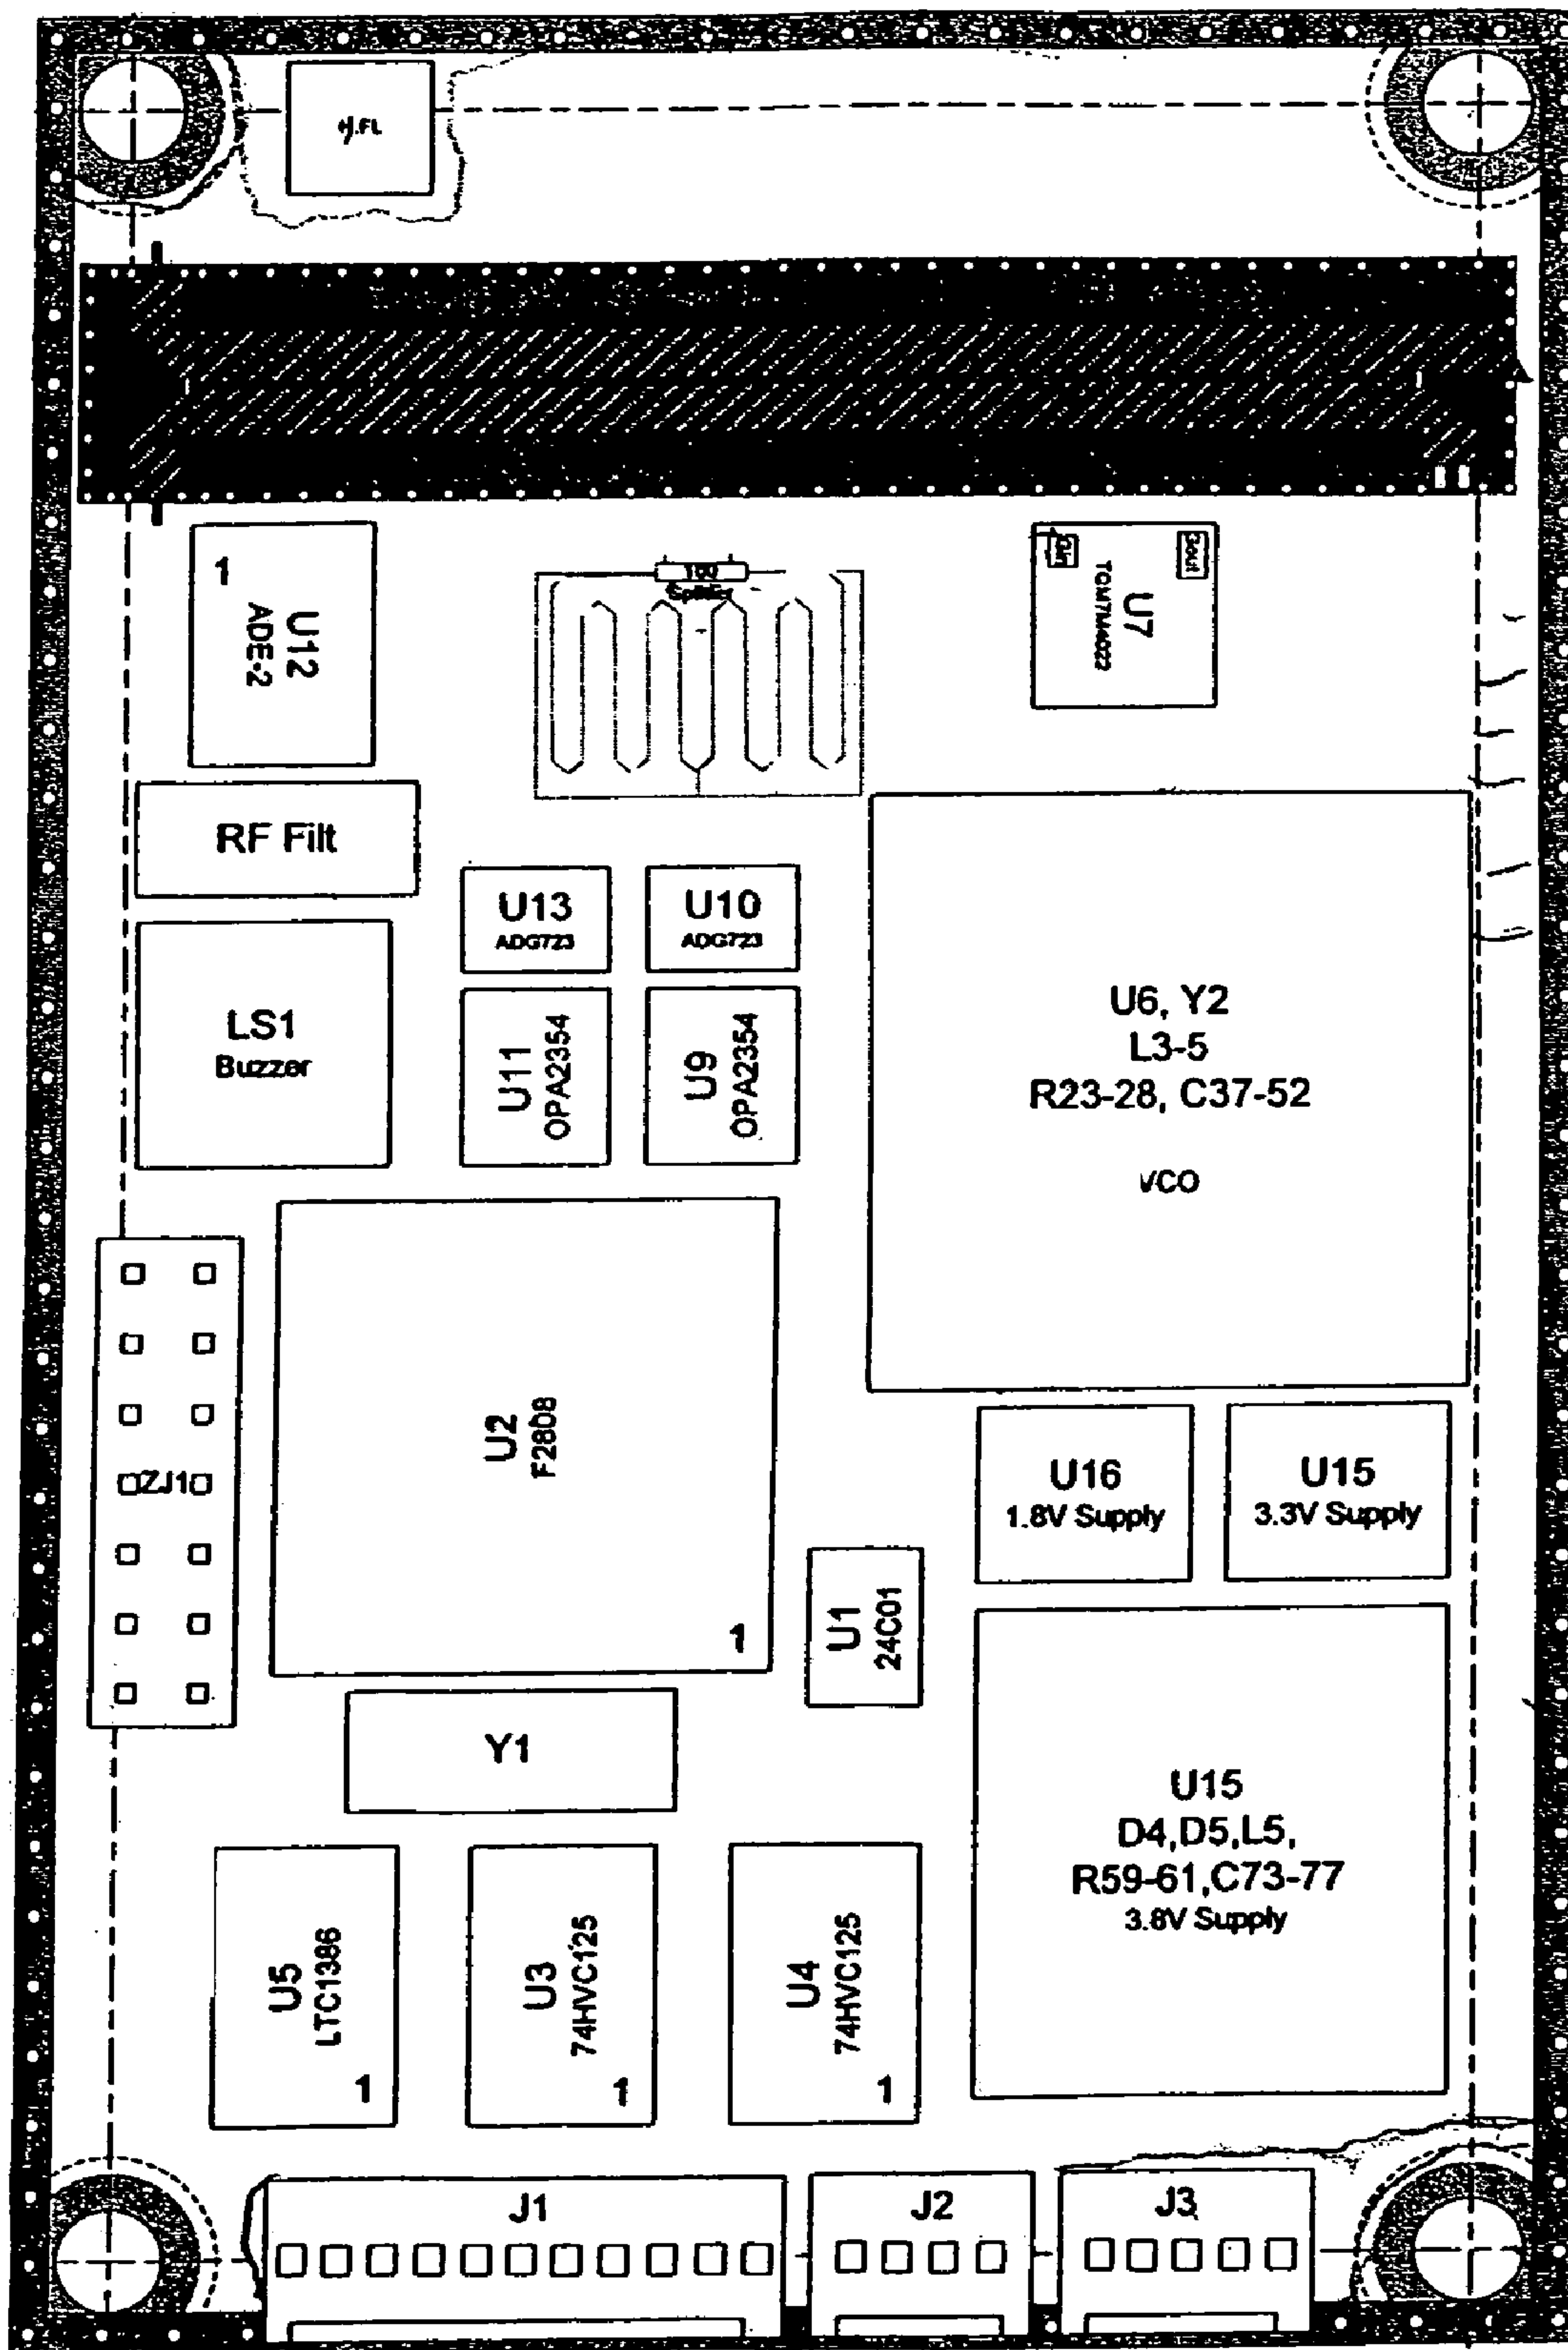 .FL
1
U12
ADE-2
100
Splitter
3out
U7
TQM7M4022
RF Filt
U13
ADG723
U10
ADG723
LS1
Buzzer
U11
OPA2354
U9
OPA2354
U6, Y2
L3-5
R23-28, C37-52
VCO
ZJ1
U2
F2808
1
U16
1.8V Supply
U15
3.3V Supply
U1
24C01
Y1
U15
D4,D5,L5,
R59-61,C73-77
3.8V Supply
U5
LTC1386
1
U3
74HVC125
1
U4
74HVC125
1
J1
J2
J3